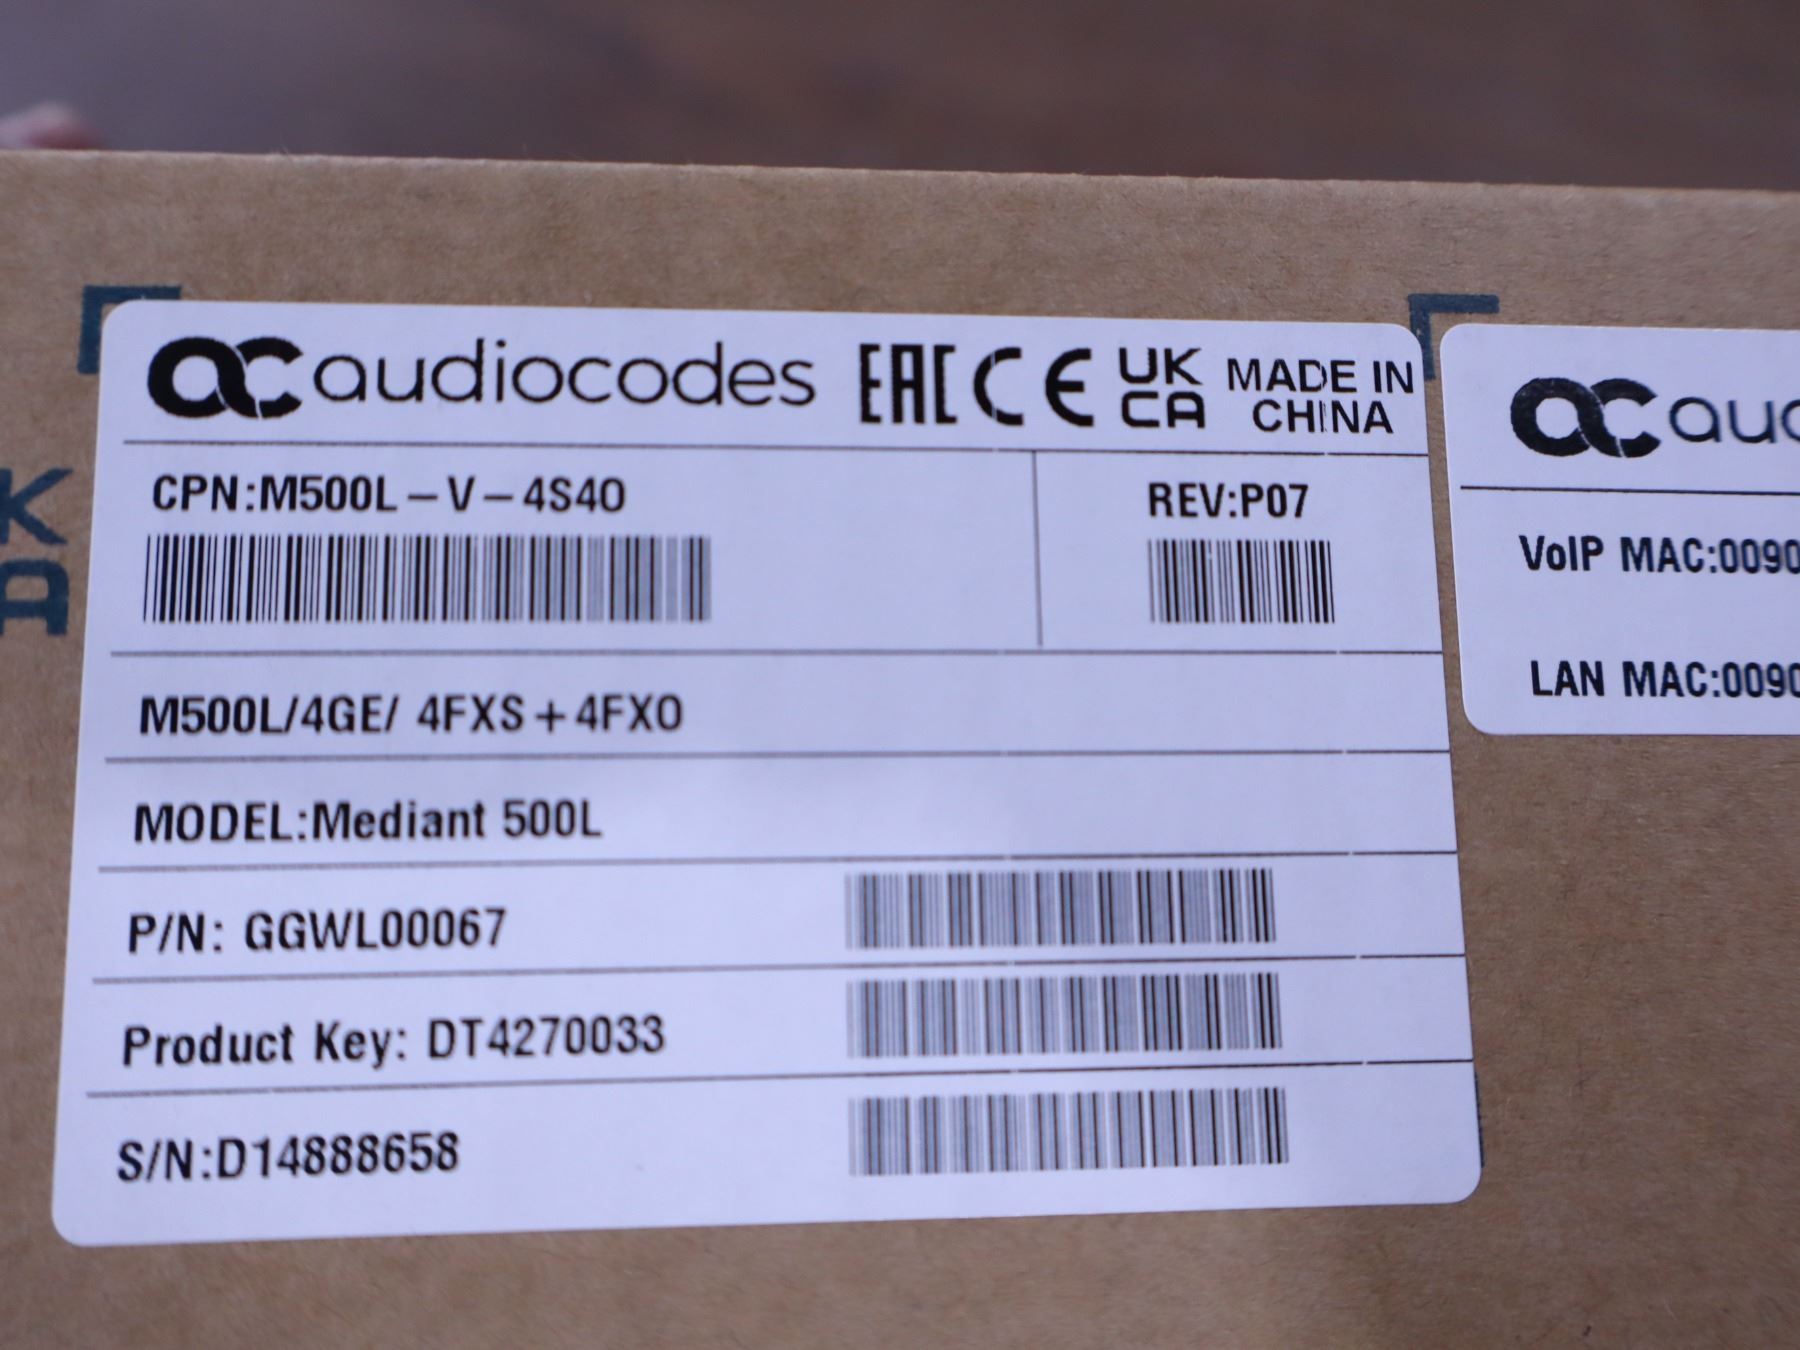 audiocodes EAC CE UK CA MADE IN CHINA
CPN:M500L-V-4S4O
REV:P07
M500L/4GE/ 4FXS+4FXO
MODEL:Mediant 500L
P/N: GGWL00067
Product Key: DT4270033
S/N:D14888658
VoIP MAC:0090
LAN MAC:0090